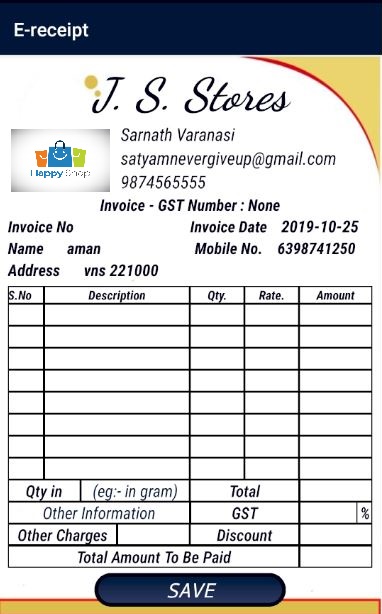 E-receipt
J. S. Stores
Happy Shop
Sarnath Varanasi
satyamnevergiveup@gmail.com
9874565555
Invoice - GST Number : None
Invoice No Invoice Date 2019-10-25
Name aman Mobile No. 6398741250
Address vns 221000
S.No Description Qty. Rate. Amount
Qty in (eg:- in gram) Total
Other Information GST %
Other Charges Discount
Total Amount To Be Paid
SAVE